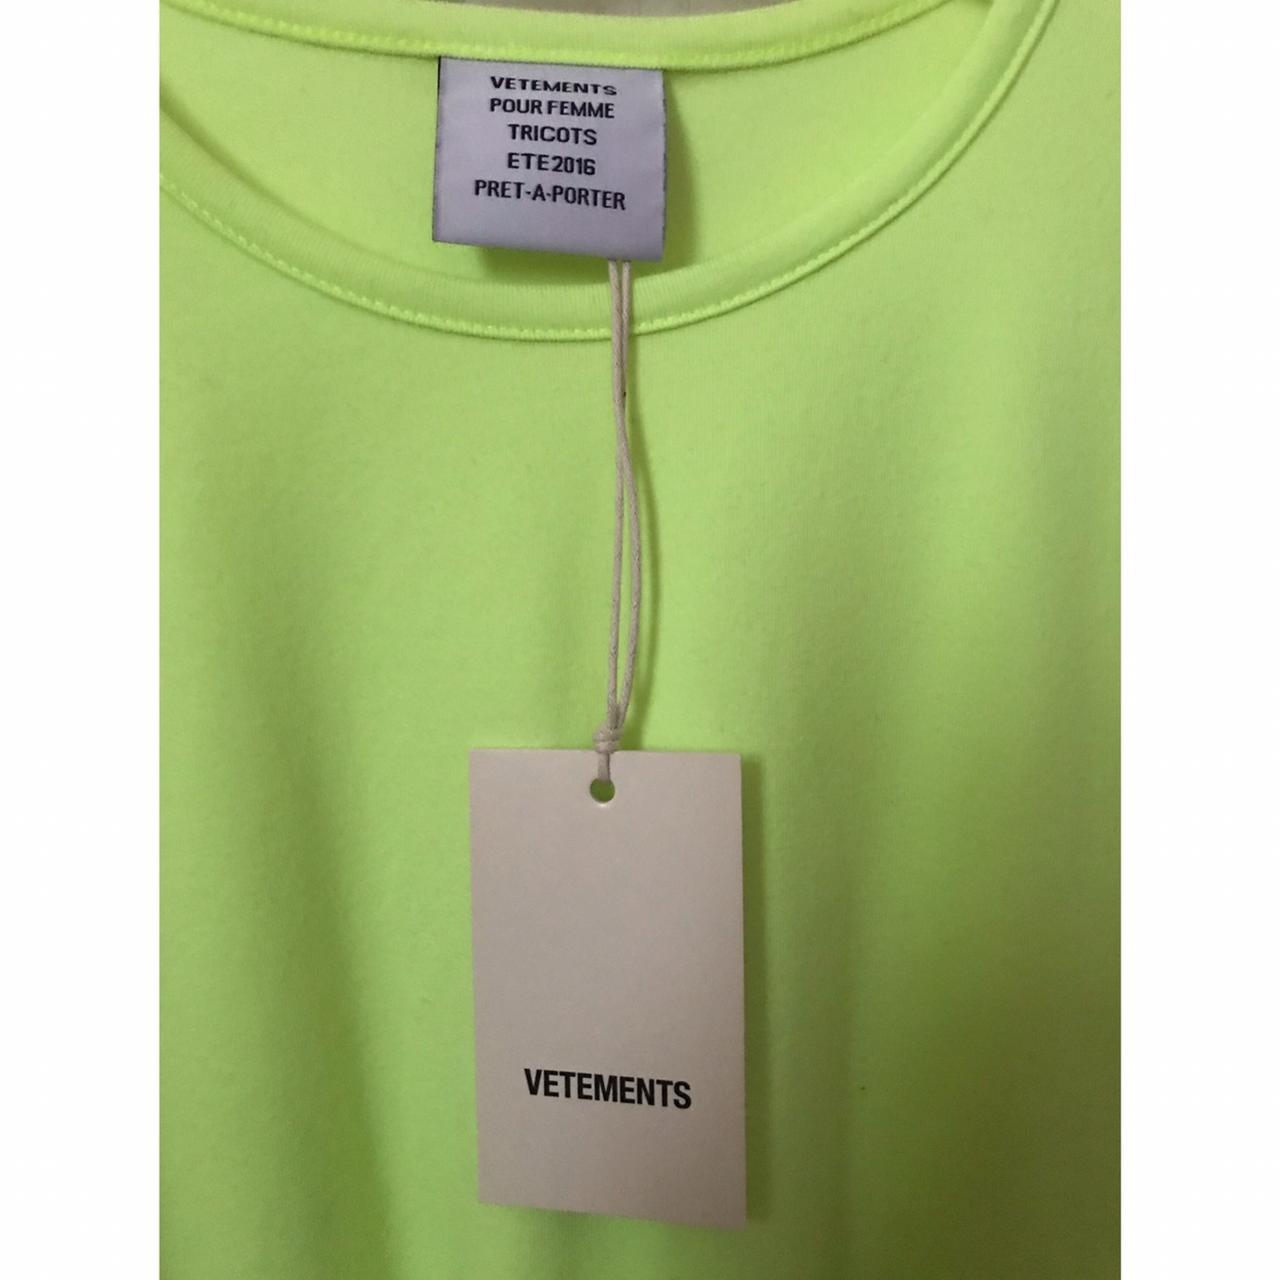 VETEMENTS
POUR FEMME
TRICOTS
ETE2016
PRET-A-PORTER
VETEMENTS